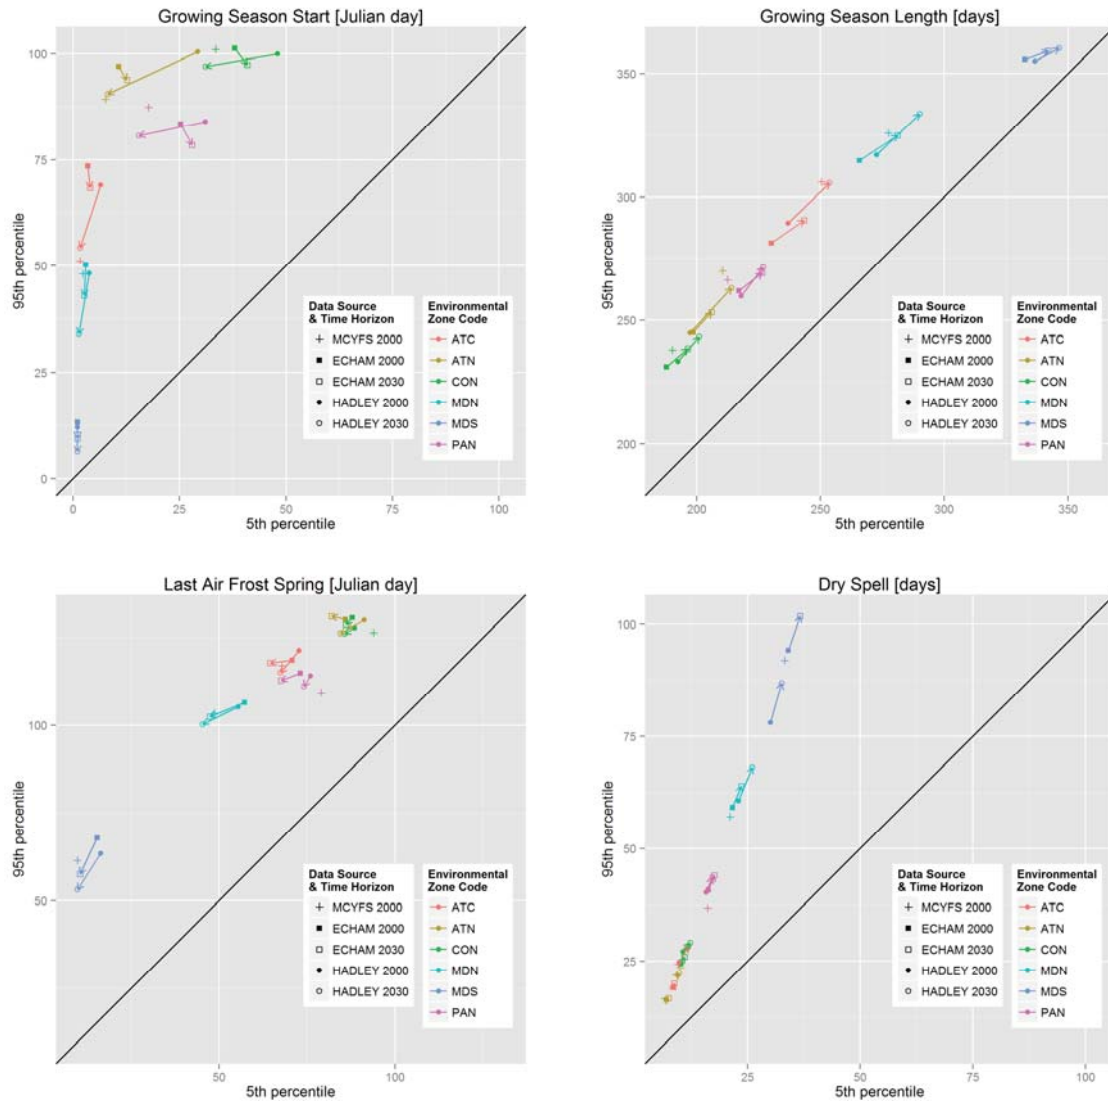 Growing Season Start [Julian day]
100
75
50
25
0
95th percentile
0 25 50 75 100
5th percentile
Data Source
& Time Horizon
MCYFS 2000
ECHAM 2000
ECHAM 2030
HADLEY 2000
HADLEY 2030
Environmental
Zone Code
ATC
ATN
CON
MDN
MDS
PAN
Growing Season Length [days]
350
300
250
200
95th percentile
200 250 300 350
5th percentile
Data Source
& Time Horizon
MCYFS 2000
ECHAM 2000
ECHAM 2030
HADLEY 2000
HADLEY 2030
Environmental
Zone Code
ATC
ATN
CON
MDN
MDS
PAN
Last Air Frost Spring [Julian day]
100
50
95th percentile
50 100
5th percentile
Data Source
& Time Horizon
MCYFS 2000
ECHAM 2000
ECHAM 2030
HADLEY 2000
HADLEY 2030
Environmental
Zone Code
ATC
ATN
CON
MDN
MDS
PAN
Dry Spell [days]
100
75
50
25
95th percentile
25 50 75 100
5th percentile
Data Source
& Time Horizon
MCYFS 2000
ECHAM 2000
ECHAM 2030
HADLEY 2000
HADLEY 2030
Environmental
Zone Code
ATC
ATN
CON
MDN
MDS
PAN